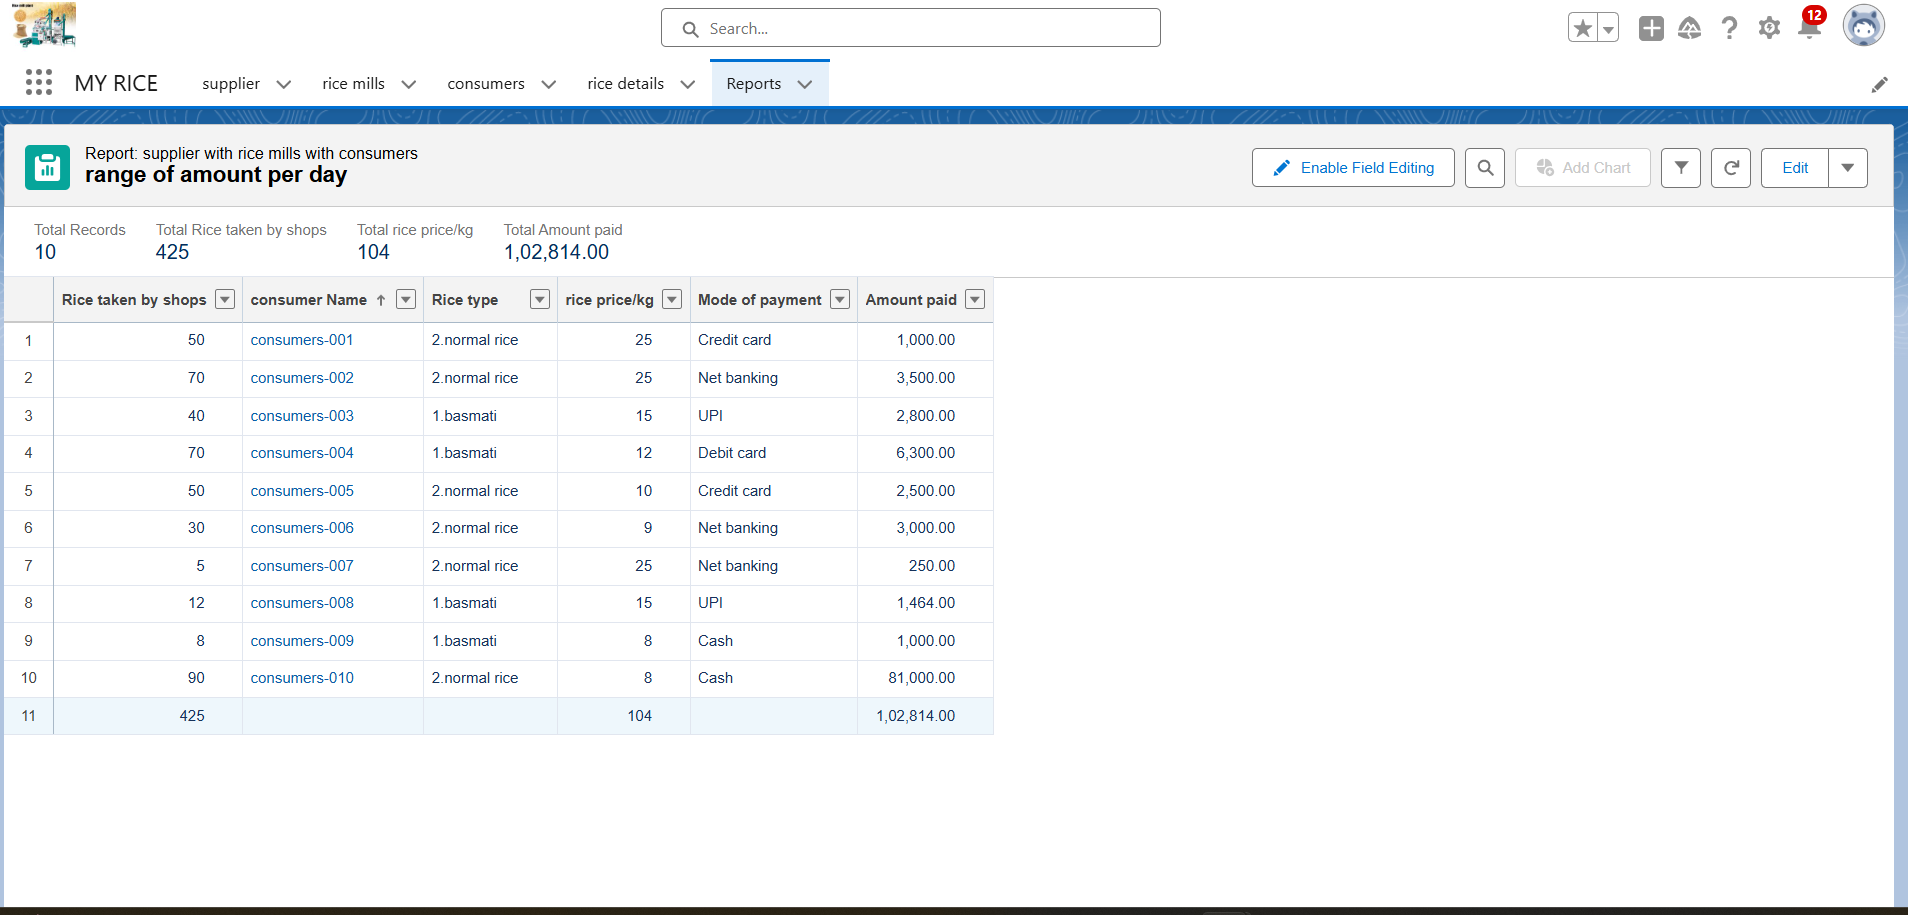 Search...
12
MY RICE
supplier
rice mills
consumers
rice details
Reports
Report: supplier with rice mills with consumers
range of amount per day
Enable Field Editing
Add Chart
Edit
Total Records Total Rice taken by shops Total rice price/kg Total Amount paid
10 425 104 1,02,814.00
Rice taken by shops consumer Name ↑ Rice type rice price/kg Mode of payment Amount paid
1 50 consumers-001 2.normal rice 25 Credit card 1,000.00
2 70 consumers-002 2.normal rice 25 Net banking 3,500.00
3 40 consumers-003 1.basmati 15 UPI 2,800.00
4 70 consumers-004 1.basmati 12 Debit card 6,300.00
5 50 consumers-005 2.normal rice 10 Credit card 2,500.00
6 30 consumers-006 2.normal rice 9 Net banking 3,000.00
7 5 consumers-007 2.normal rice 25 Net banking 250.00
8 12 consumers-008 1.basmati 15 UPI 1,464.00
9 8 consumers-009 1.basmati 8 Cash 1,000.00
10 90 consumers-010 2.normal rice 8 Cash 81,000.00
11 425 104 1,02,814.00